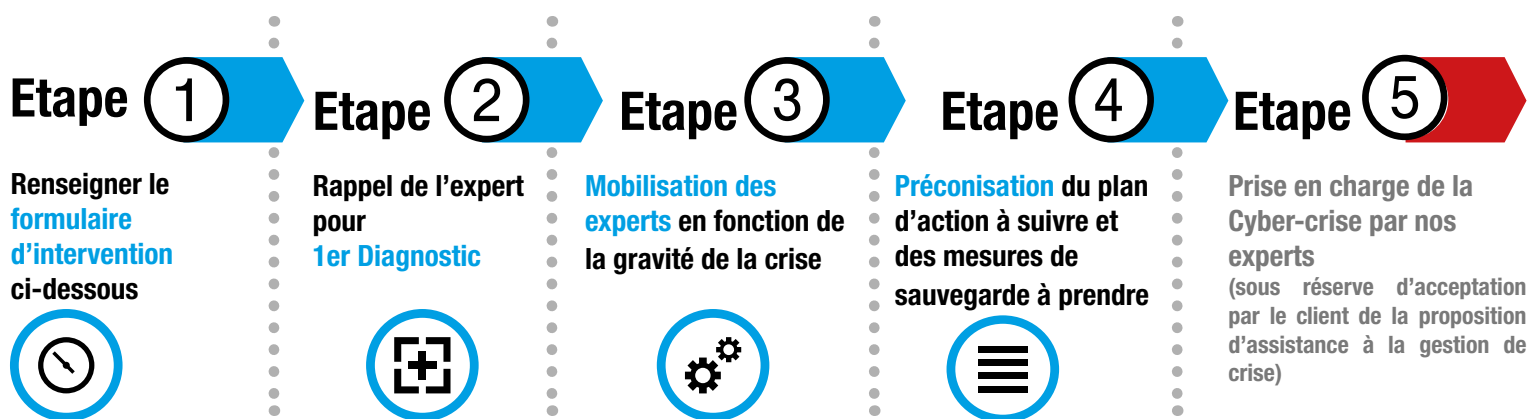 Etape 1
Renseigner le
formulaire
d'intervention
ci-dessous
Etape 2
Rappel de l'expert
pour
1er Diagnostic
Etape 3
Mobilisation des
experts en fonction de
la gravité de la crise
Etape 4
Préconisation du plan
d'action à suivre et
des mesures de
sauvegarde à prendre
Etape 5
Prise en charge de la
Cyber-crise par nos
experts
(sous réserve d'acceptation
par le client de la proposition
d'assistance à la gestion de
crise)